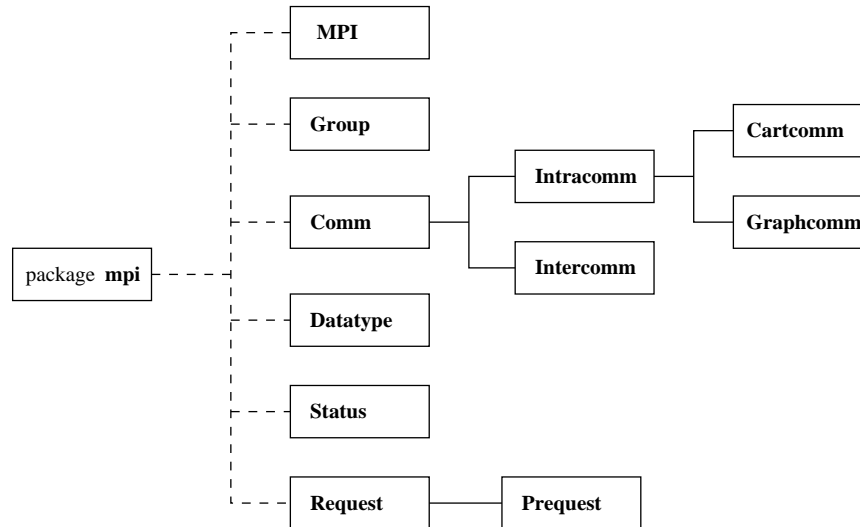 MPI
Group
Cartcomm
Intracomm
Comm
Graphcomm
Intercomm
package mpi
Datatype
Status
Request
Prequest